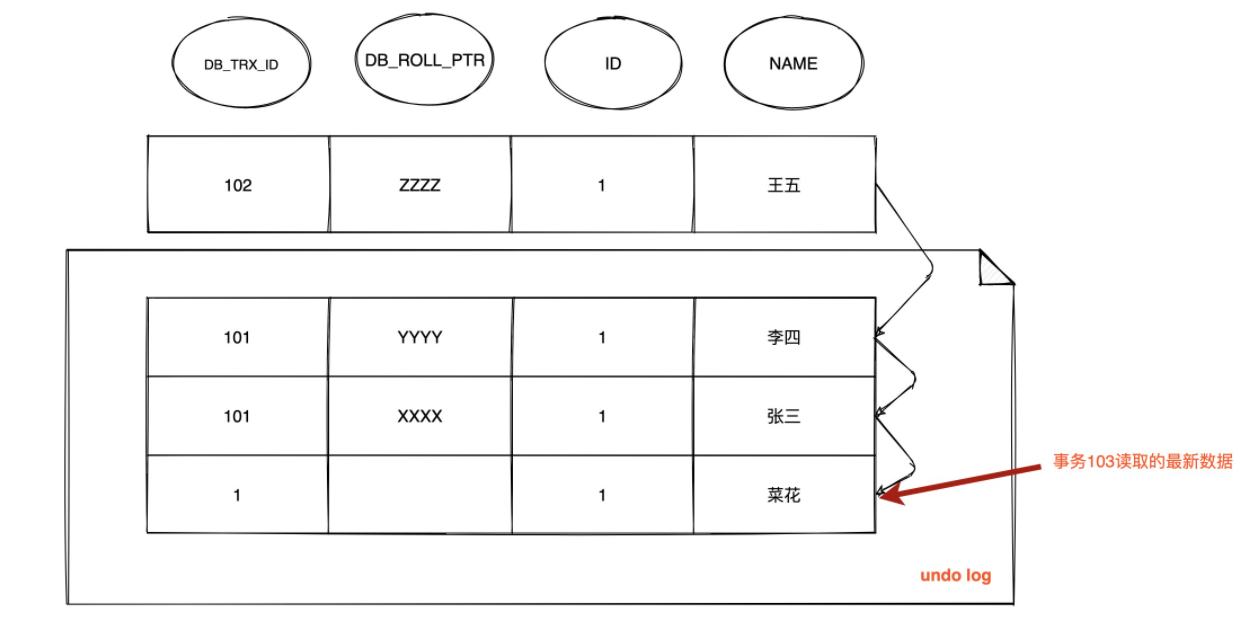 DB_TRX_ID DB_ROLL_PTR ID NAME
102 ZZZZ 1 王五
101 YYYY 1 李四
101 XXXX 1 张三
事务103读取的最新数据
1 1 菜花
undo log